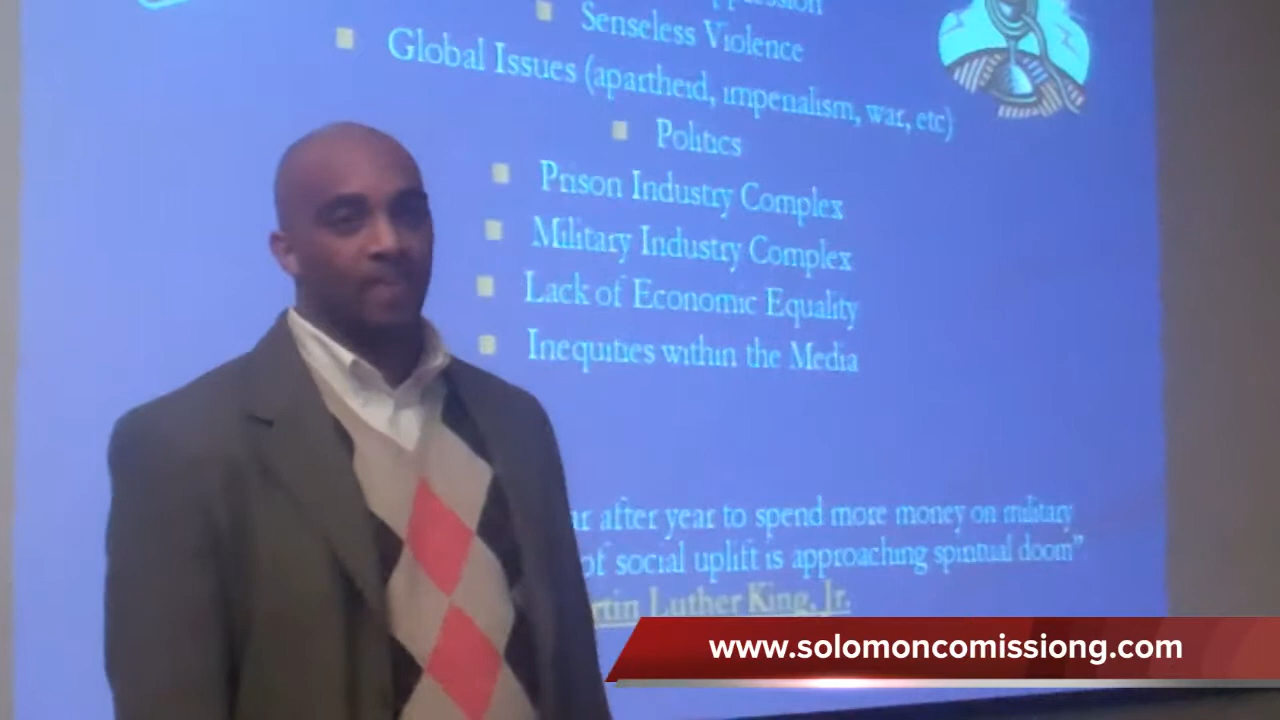 Senseless Violence
Global Issues (apartheid, imperialism, war, etc)
Politics
Prison Industry Complex
Military Industry Complex
Lack of Economic Equality
Inequities within the Media
after year to spend more money on military
of social uplift is approaching spiritual doom”
Luther King, Jr.
www.solomoncomissiong.com